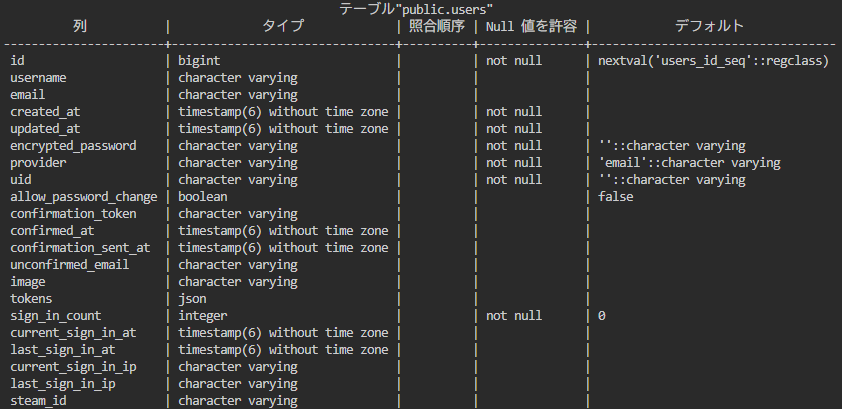 テーブル"public.users"
列 | タイプ | 照合順序 | Null 値を許容 | デフォルト
--------------------+--------------------------------+----------+---------------+-----------------------------------
id | bigint | | not null | nextval('users_id_seq'::regclass)
username | character varying | | |
email | character varying | | |
created_at | timestamp(6) without time zone | | not null |
updated_at | timestamp(6) without time zone | | not null |
encrypted_password | character varying | | not null | ''::character varying
provider | character varying | | not null | 'email'::character varying
uid | character varying | | not null | ''::character varying
allow_password_change | boolean | | | false
confirmation_token | character varying | | |
confirmed_at | timestamp(6) without time zone | | |
confirmation_sent_at | timestamp(6) without time zone | | |
unconfirmed_email | character varying | | |
image | character varying | | |
tokens | json | | |
sign_in_count | integer | | not null | 0
current_sign_in_at | timestamp(6) without time zone | | |
last_sign_in_at | timestamp(6) without time zone | | |
current_sign_in_ip | character varying | | |
last_sign_in_ip | character varying | | |
steam_id | character varying | | |